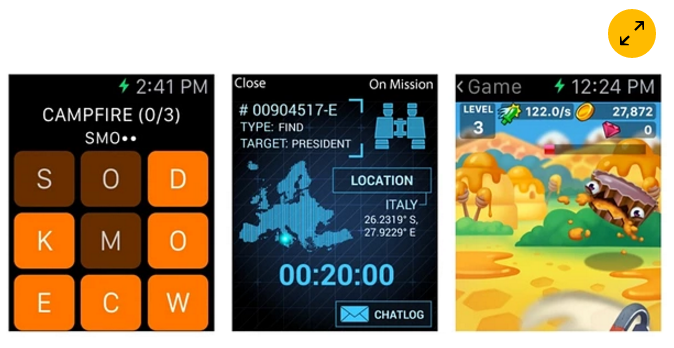 2:41 PM
CAMPFIRE (0/3)
SMO••
S O D
K M O
E C W
Close On Mission
# 00904517-E
TYPE: FIND
TARGET: PRESIDENT
LOCATION
ITALY
26.2319° S,
27.9229° E
00:20:00
CHATLOG
<Game 12:24 PM
LEVEL 122.0/s 27,872
3 0